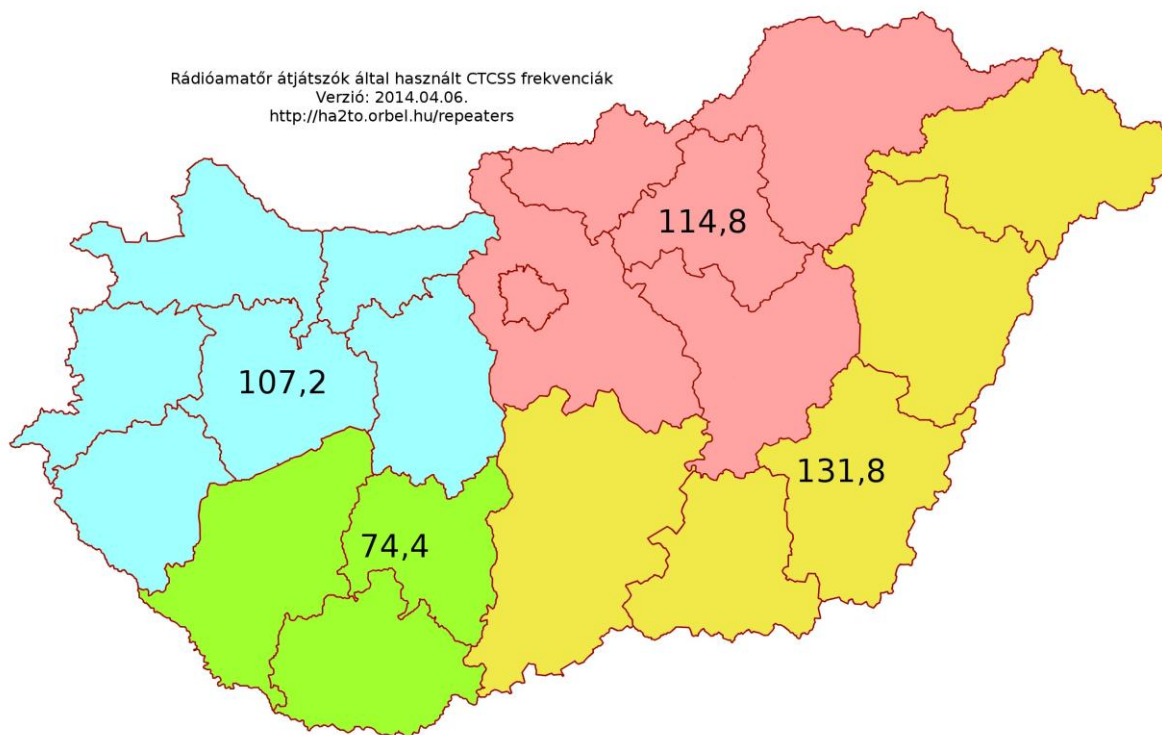 Rádióamatőr átjátszók által használt CTCSS frekvenciák
Verzió: 2014.04.06.
http://ha2to.orbel.hu/repeaters
114,8
107,2
131,8
74,4